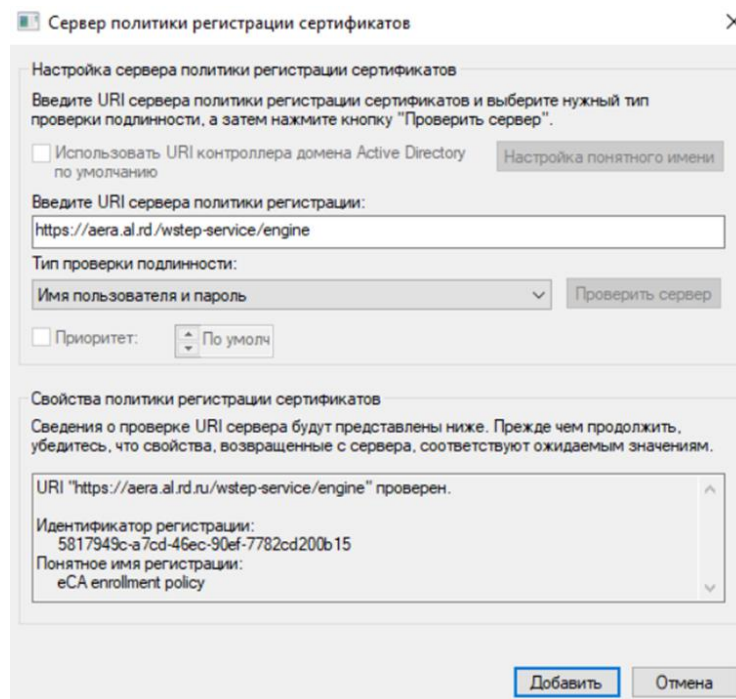 Сервер политики регистрации сертификатов
Настройка сервера политики регистрации сертификатов
Введите URI сервера политики регистрации сертификатов и выберите нужный тип
проверки подлинности, а затем нажмите кнопку "Проверить сервер".
Использовать URI контроллера домена Active Directory
по умолчанию
Настройка понятного имени
Введите URI сервера политики регистрации:
https://aera.al.rd./wstep-service/engine
Тип проверки подлинности:
Имя пользователя и пароль
Проверить сервер
Приоритет:
По умолч
Свойства политики регистрации сертификатов
Сведения о проверке URI сервера будут представлены ниже. Прежде чем продолжить,
убедитесь, что свойства, возвращенные с сервера, соответствуют ожидаемым значениям.
URI "https://aera.al.rd.ru/wstep-service/engine" проверен.
Идентификатор регистрации:
5817949c-a7cd-46ec-90ef-7782cd200b15
Понятное имя регистрации:
eCA enrollment policy
Добавить
Отмена